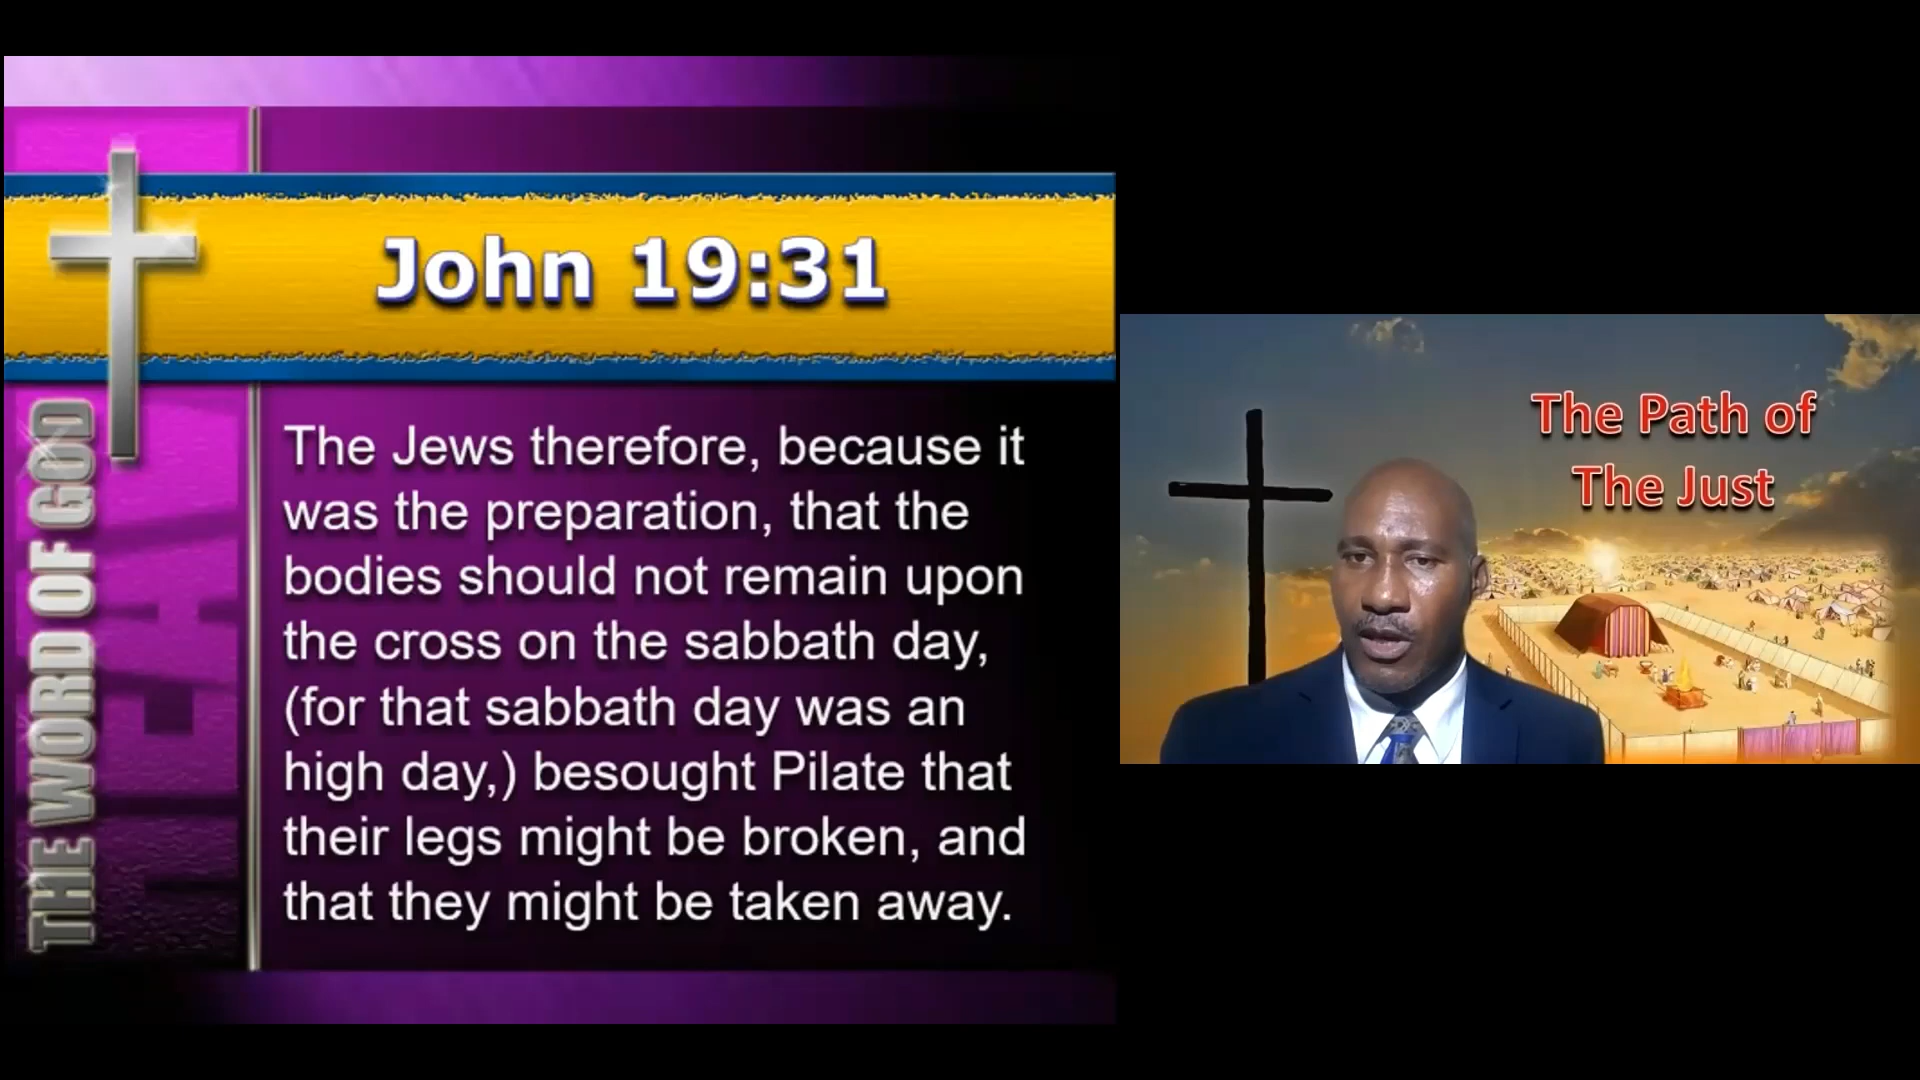 John 19:31
THE WORD OF GOD
The Jews therefore, because it
was the preparation, that the
bodies should not remain upon
the cross on the sabbath day,
(for that sabbath day was an
high day,) besought Pilate that
their legs might be broken, and
that they might be taken away.
The Path of
The Just